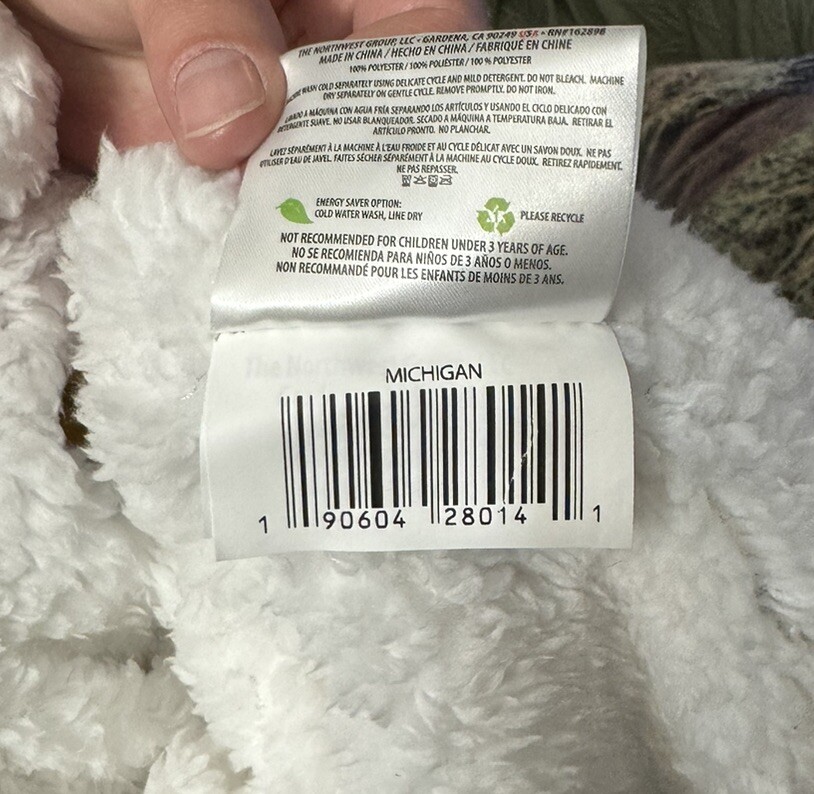 THE NORTHWEST GROUP, LLC • GARDENA, CA 90249 USA • RN#162898
MADE IN CHINA / HECHO EN CHINA / FABRIQUÉ EN CHINE
100% POLYESTER / 100% POLIÉSTER / 100 % POLYESTER
MACHINE WASH COLD SEPARATELY USING DELICATE CYCLE AND MILD DETERGENT. DO NOT BLEACH. MACHINE
DRY SEPARATELY ON GENTLE CYCLE. REMOVE PROMPTLY. DO NOT IRON.
LAVADO A MÁQUINA CON AGUA FRÍA SEPARANDO LOS ARTÍCULOS Y USANDO EL CICLO DELICADO CON
DETERGENTE SUAVE. NO USAR BLANQUEADOR. SECADO A MÁQUINA A TEMPERATURA BAJA. RETIRAR EL
ARTÍCULO PRONTO. NO PLANCHAR.
LAVEZ SÉPARÉMENT À LA MACHINE À L'EAU FROIDE ET AU CYCLE DÉLICAT AVEC UN SAVON DOUX. NE PAS
UTILISER D'EAU DE JAVEL. FAITES SÉCHER SÉPARÉMENT À LA MACHINE AU CYCLE DOUX. RETIREZ RAPIDEMENT.
NE PAS REPASSER.
ENERGY SAVER OPTION:
COLD WATER WASH, LINE DRY
PLEASE RECYCLE
NOT RECOMMENDED FOR CHILDREN UNDER 3 YEARS OF AGE.
NO SE RECOMIENDA PARA NIÑOS DE 3 AÑOS O MENOS.
NON RECOMMANDÉ POUR LES ENFANTS DE MOINS DE 3 ANS.
The Northwest
MICHIGAN
1 90604 28014 1